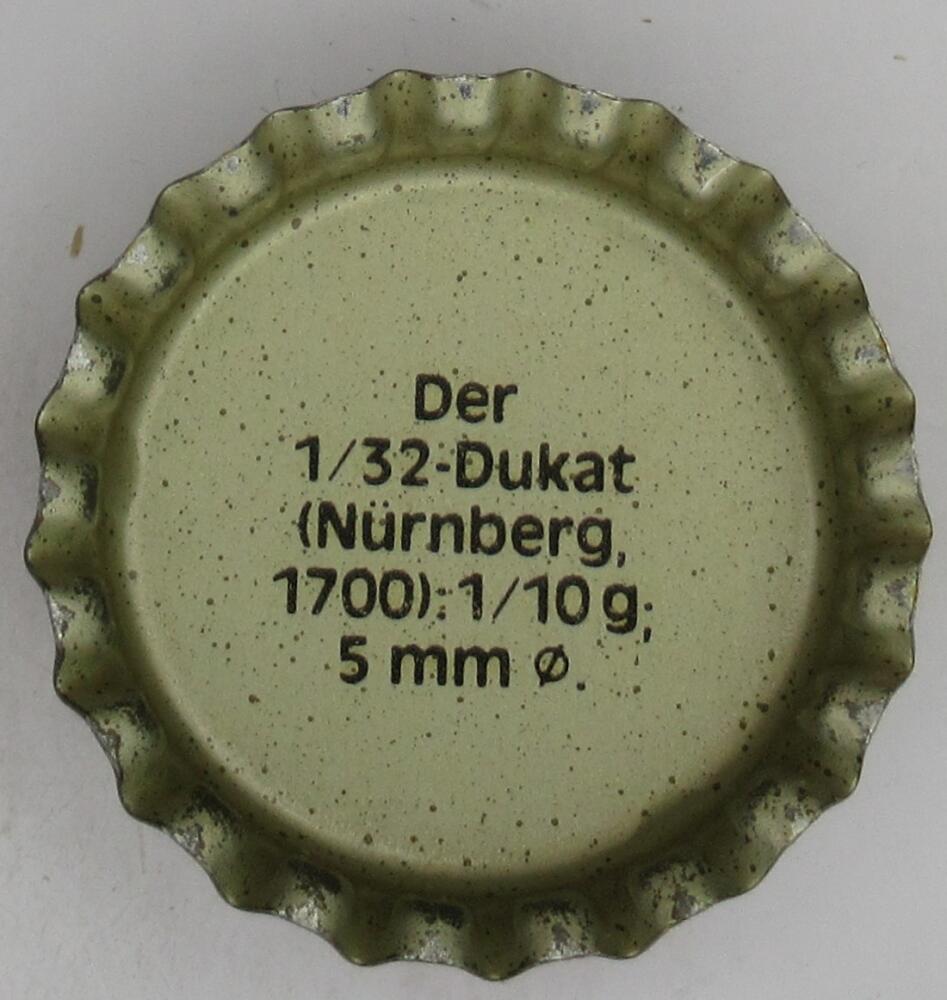 Der
1/32-Dukat
(Nürnberg,
1700): 1/10 g;
5 mm ø.